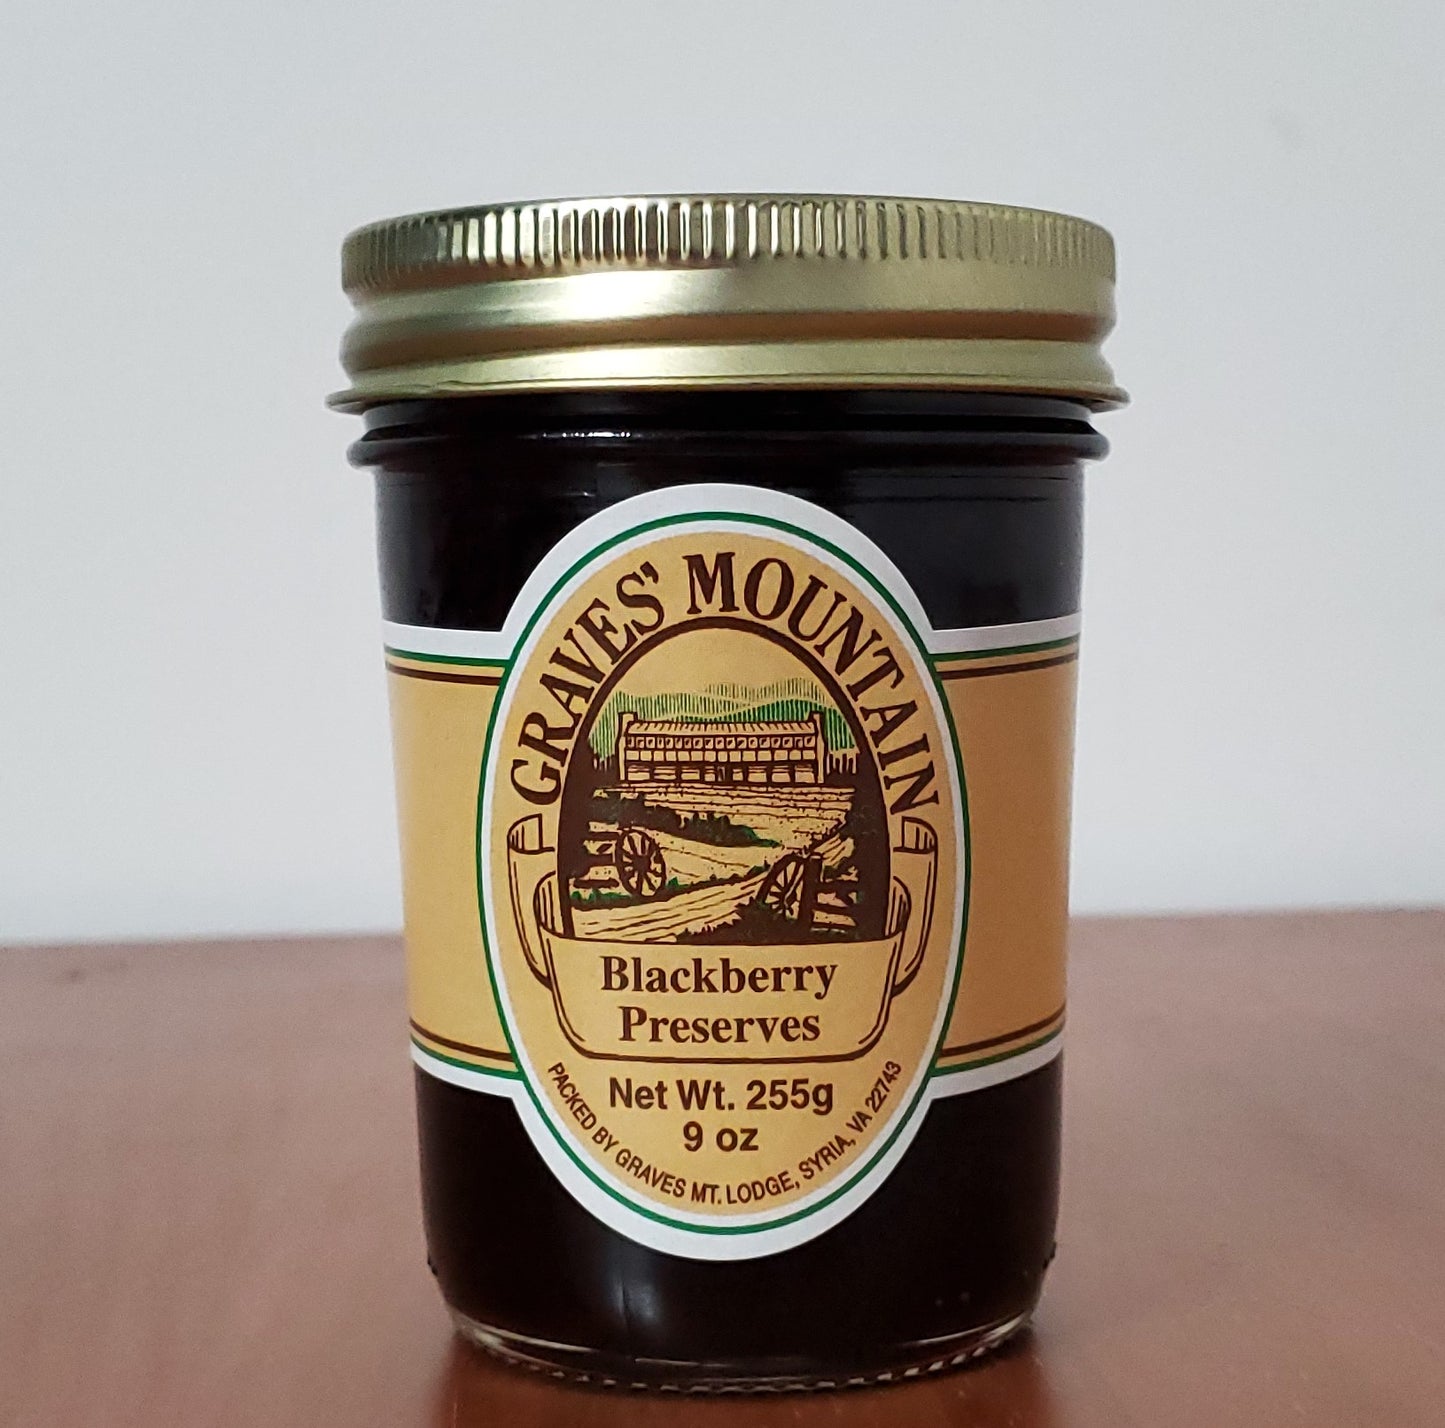 GRAVES' MOUNTAIN
Blackberry
Preserves
Net Wt. 255g
9 oz
PACKED BY GRAVES MT. LODGE, SYRIA, VA 22743